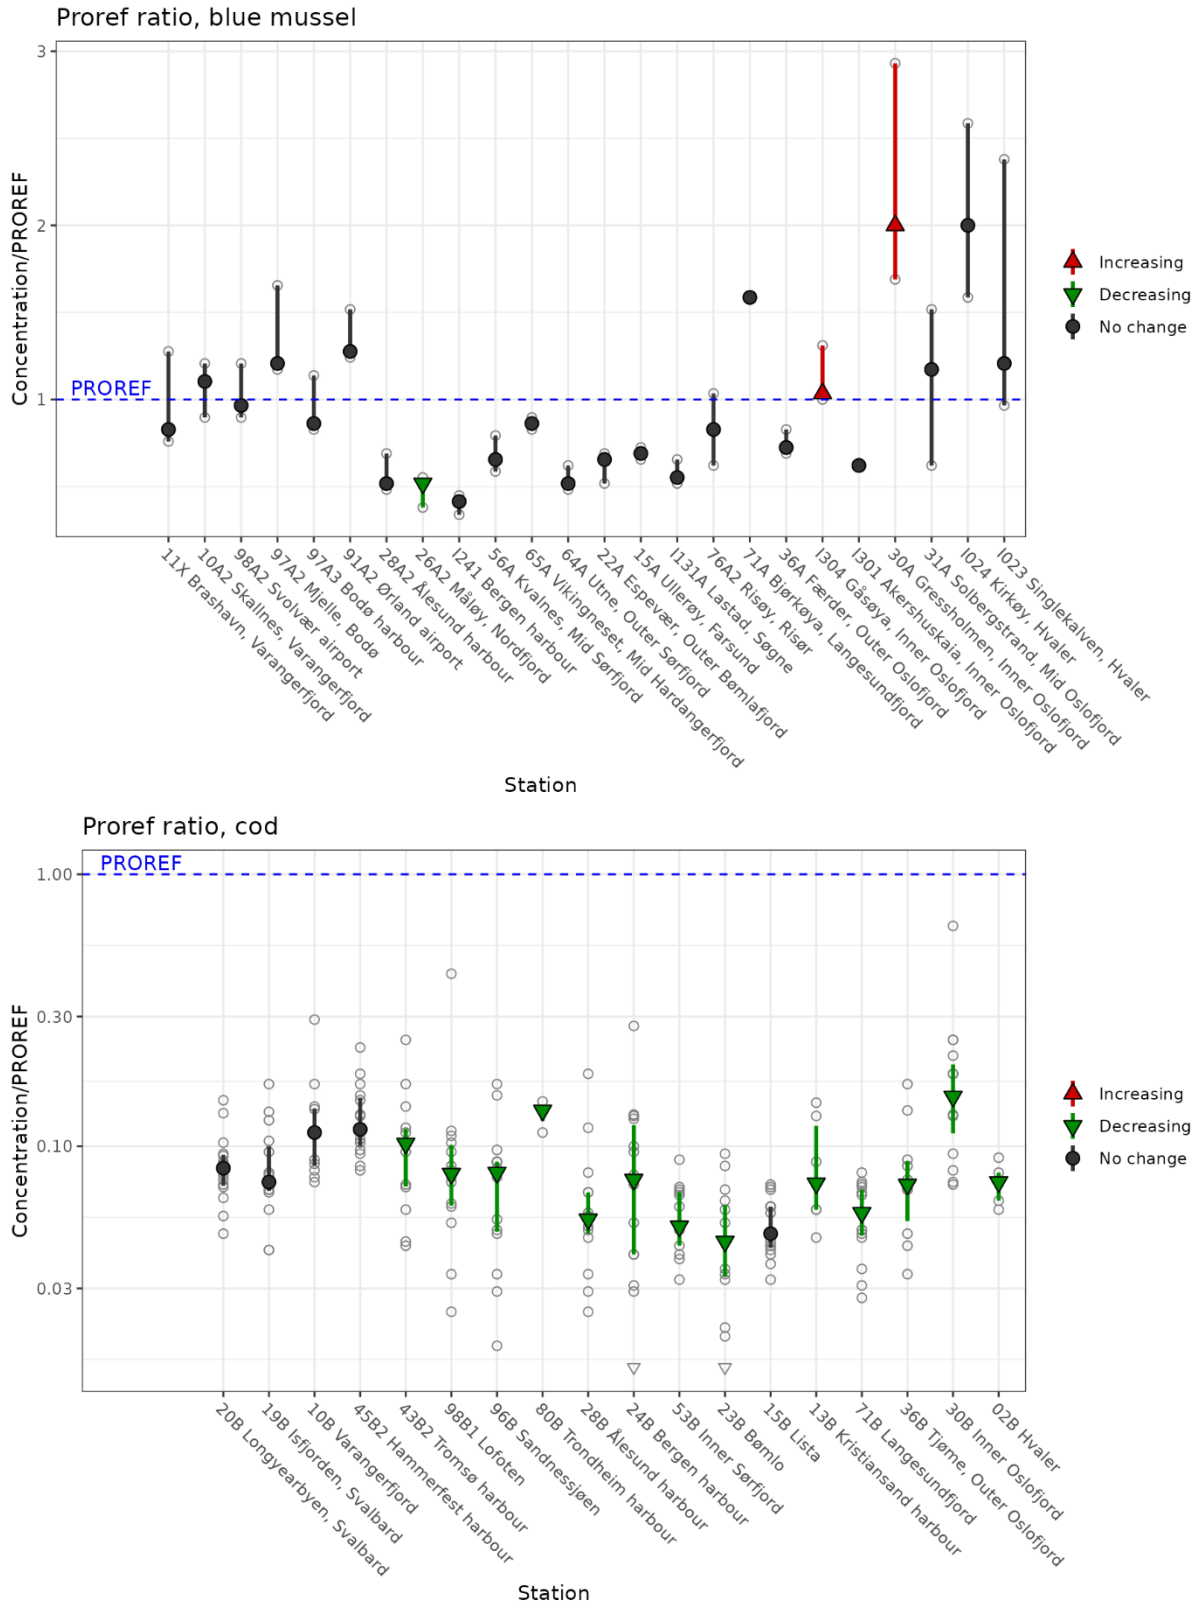 Proref ratio, blue mussel
3
2
1
Concentration/PROREF
PROREF
Increasing
Decreasing
No change
11X Brashavn, Varangerfjord
10A2 Skallnes, Varangerfjord
98A2 Svolvær airport
97A2 Mjelle, Bodø
97A3 Bodø harbour
91A2 Ørland airport
28A2 Ålesund harbour
26A2 Måløy, Nordfjord
I241 Bergen harbour
56A Kvalnes, Mid Sørfjord
65A Vikingneset, Mid Hardangerfjord
64A Utne, Outer Sørfjord
22A Espevær, Outer Bømlafjord
15A Ullerøy, Farsund
I131A Lastad, Søgne
76A2 Risøy, Risør
71A Bjørkøya, Langesundfjord
36A Færder, Outer Oslofjord
I304 Gåsøya, Inner Oslofjord
I301 Akershuskaia, Inner Oslofjord
30A Gressholmen, Inner Oslofjord
31A Solbergstrand, Mid Oslofjord
I024 Kirkøy, Hvaler
I023 Singlekalven, Hvaler
Station
Proref ratio, cod
1.00
0.30
0.10
0.03
Concentration/PROREF
PROREF
Increasing
Decreasing
No change
20B Longyearbyen, Svalbard
19B Isfjorden, Svalbard
10B Varangerfjord
45B2 Hammerfest harbour
43B2 Tromsø harbour
98B1 Lofoten
96B Sandnessjøen
80B Trondheim harbour
28B Ålesund harbour
24B Bergen harbour
53B Inner Sørfjord
23B Bømlo
15B Lista
13B Kristiansand harbour
71B Langesundfjord
36B Tjøme, Outer Oslofjord
30B Inner Oslofjord
02B Hvaler
Station